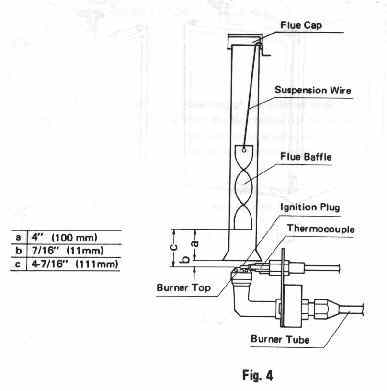 Flue Cap
Suspension Wire
Flue Baffle
Ignition Plug
Thermocouple
a 4" (100 mm)
b 7/16" (11mm)
c 4-7/16" (111mm)
c
a
b
Burner Top
Burner Tube
Fig. 4